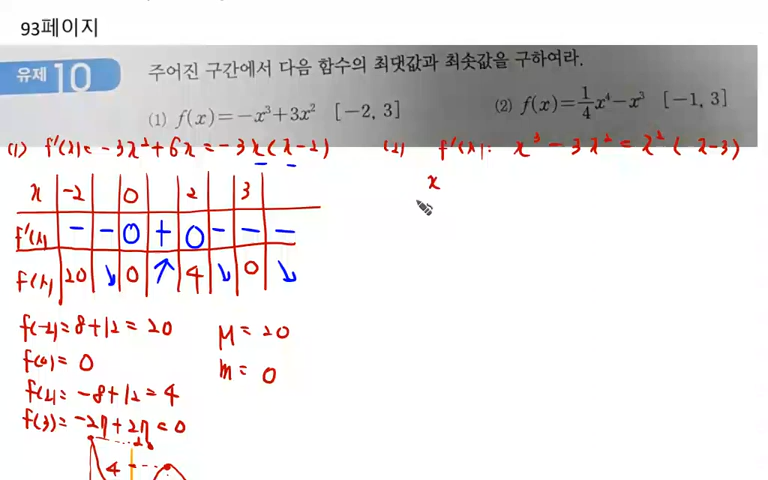 93페이지
유제 10 주어진 구간에서 다음 함수의 최댓값과 최솟값을 구하여라.
(1) f(x)=-x³+3x² [-2, 3] (2) f(x)=1/4x⁴-x³ [-1, 3]
(1) f'(x)= -3x²+6x = -3x(x-2)
x -2 0 2 3
f'(x) - - 0 + 0 - - -
f(x) 20 ↘ 0 ↗ 4 ↘ 0 ↘
f(-2)=8+12=20
f(0)= 0
f(2)= -8+12=4
f(3)= -27+27=0
M= 20
m= 0
20
4
(2) f'(x)= x³-3x²=x²(x-3)
x